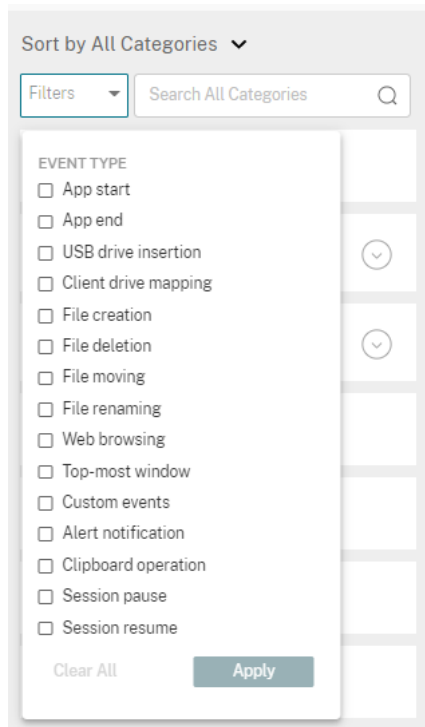 Sort by All Categories
Filters
Search All Categories
EVENT TYPE
App start
App end
USB drive insertion
Client drive mapping
File creation
File deletion
File moving
File renaming
Web browsing
Top-most window
Custom events
Alert notification
Clipboard operation
Session pause
Session resume
Clear All
Apply